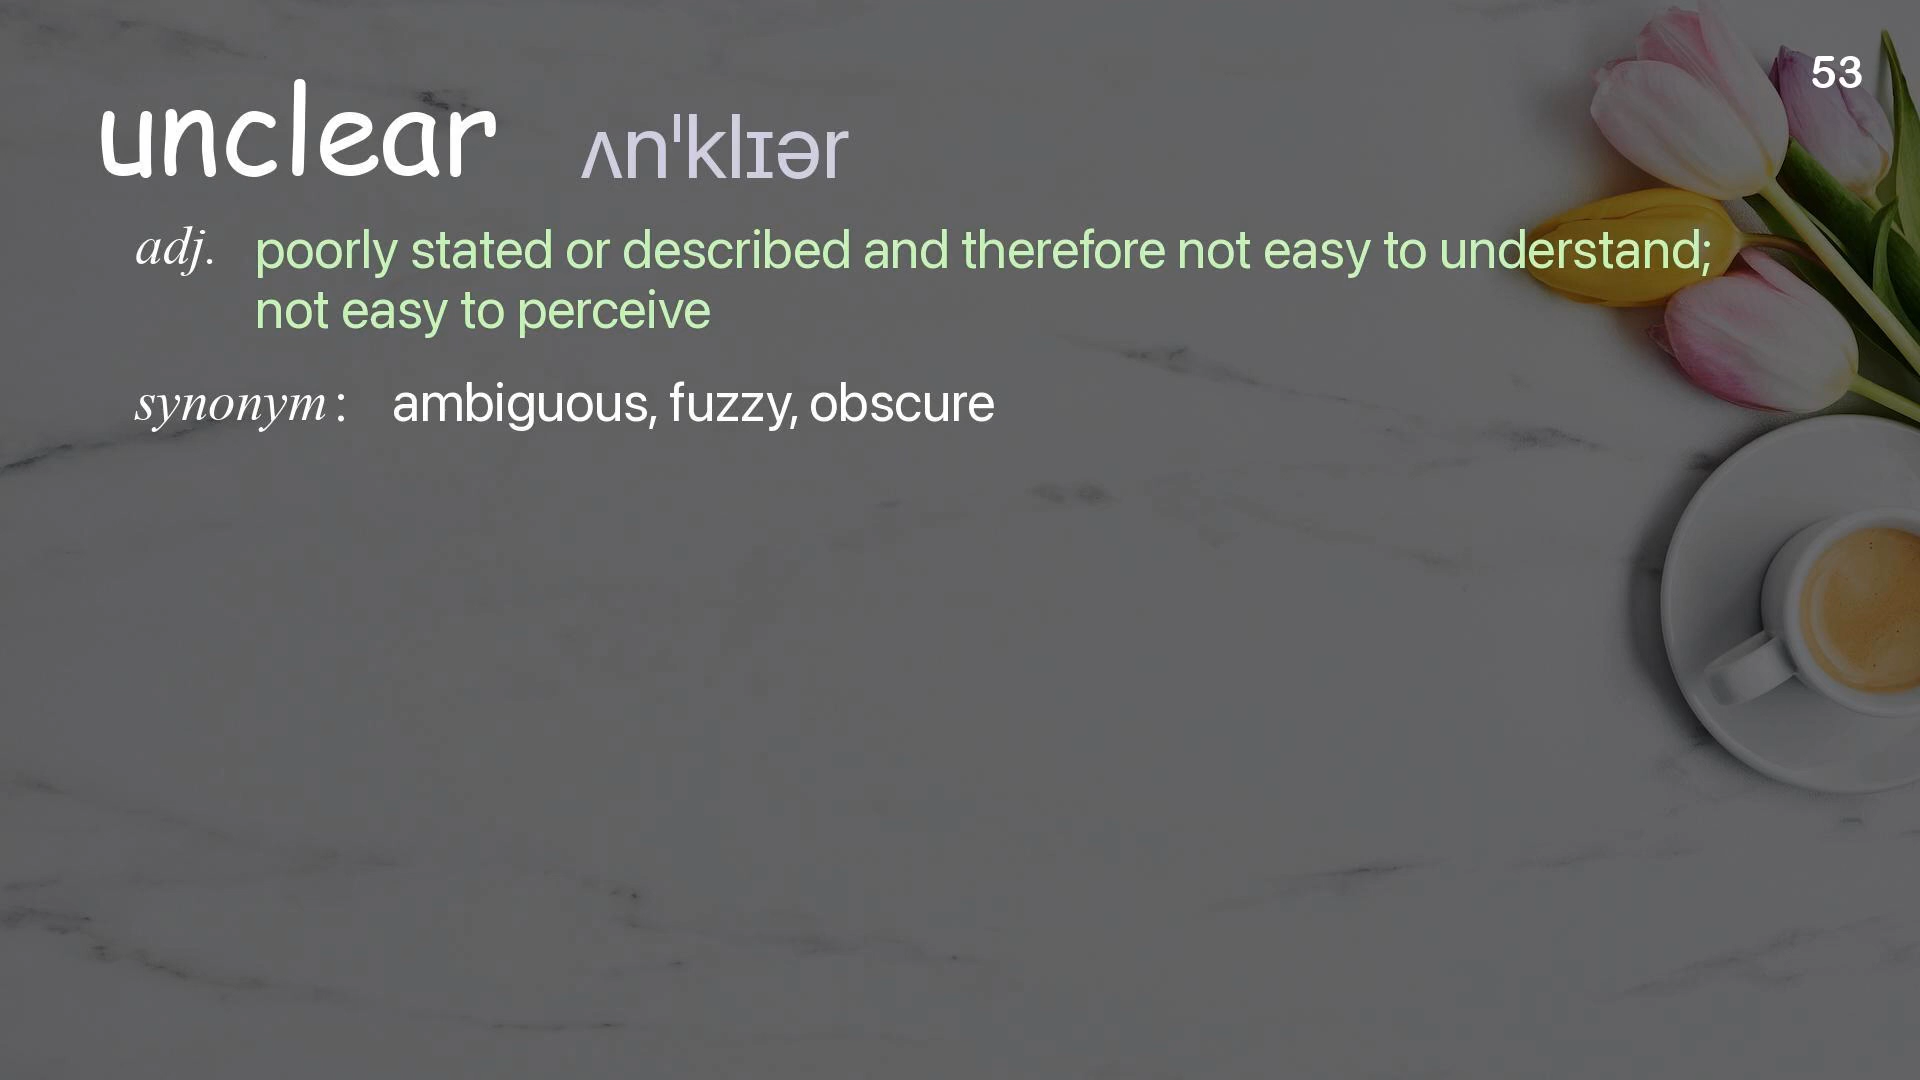 53
unclear ʌnˈklɪər
adj. poorly stated or described and therefore not easy to understand;
not easy to perceive
synonym: ambiguous, fuzzy, obscure